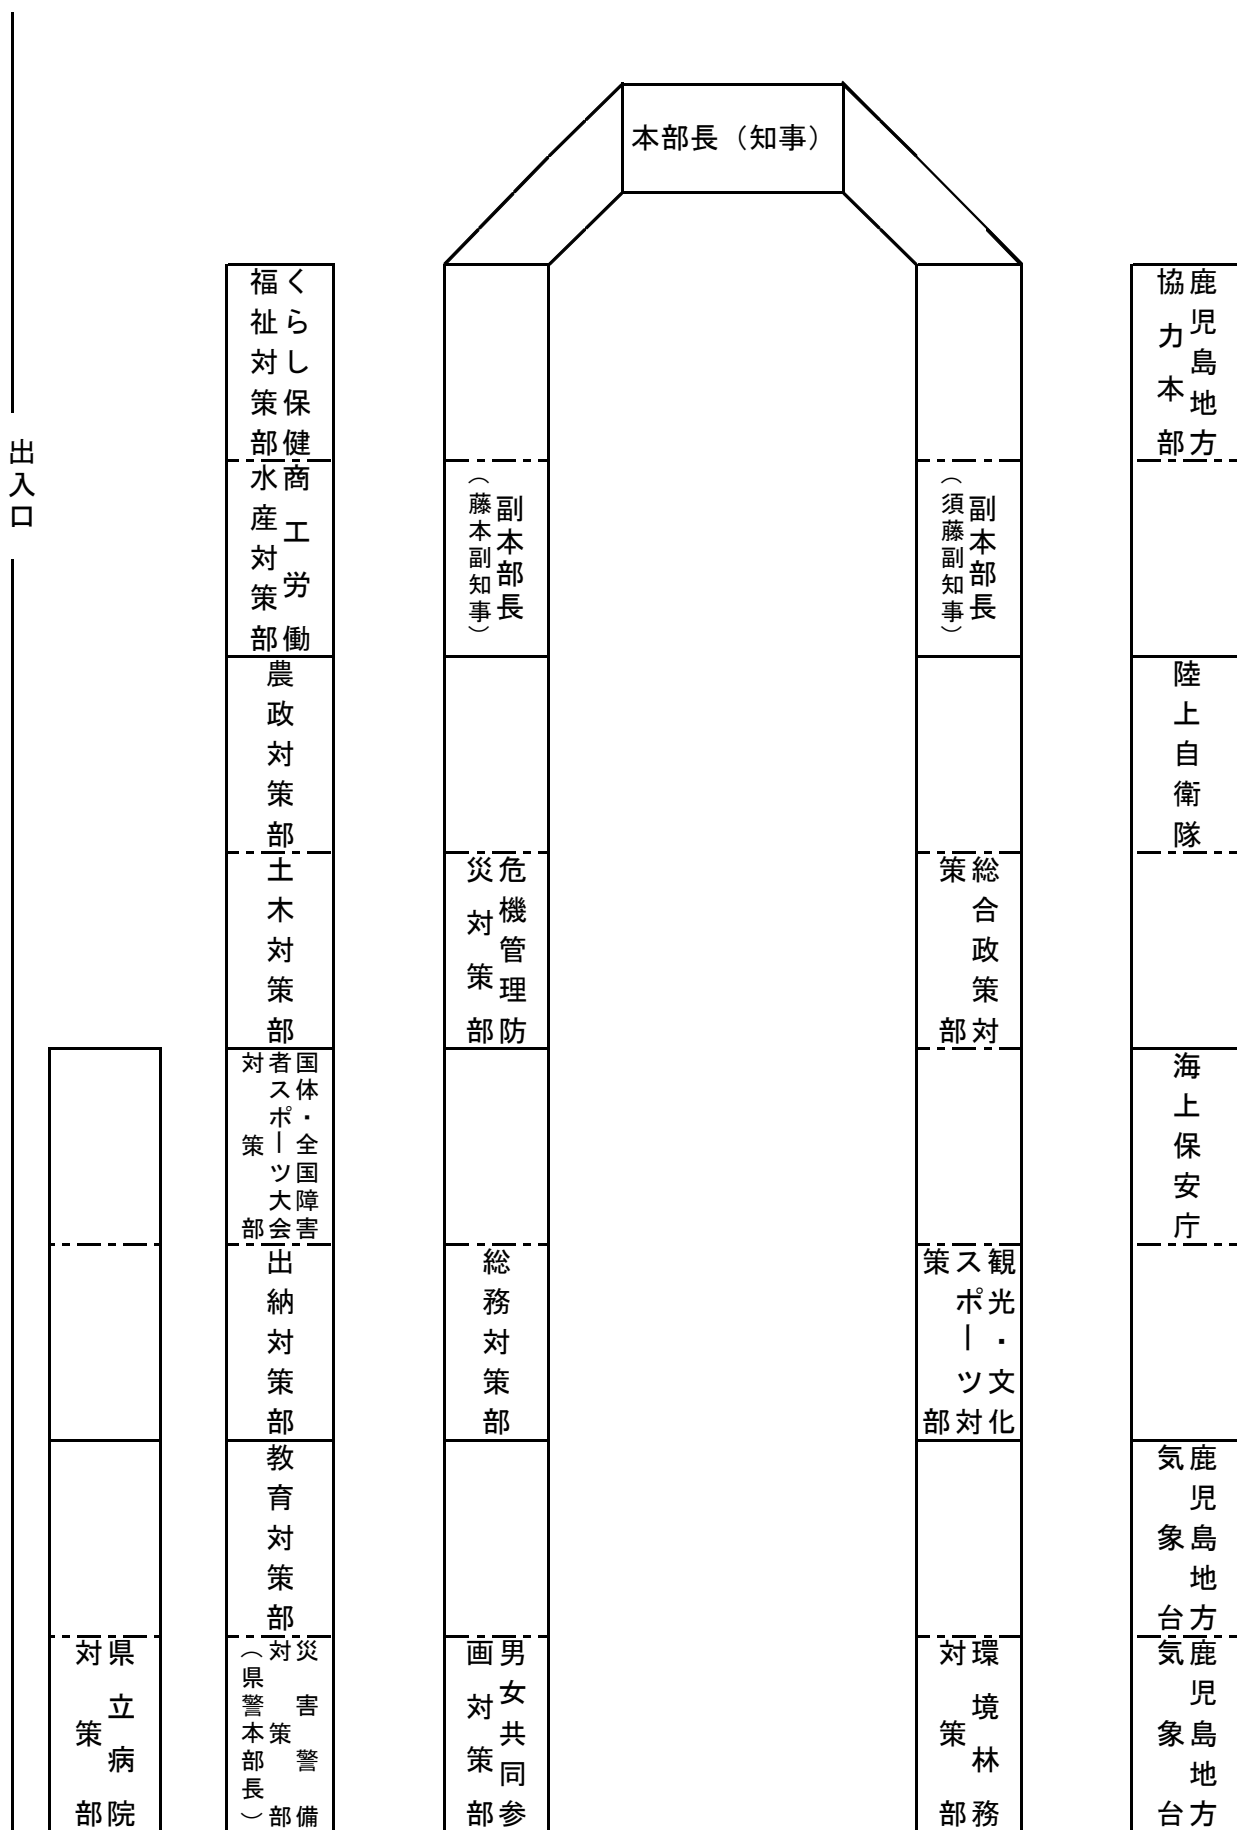 本部長（知事）
出入口
くらし保健
福祉対策部
商工労働
水産対策部
農政対策部
土木対策部
国体・全国障害
者スポーツ大会
対策部
出納対策部
教育対策部
災害警備
対策部
（県警本部長）
県立病院
対策部
副本部長
（藤本副知事）
危機管理防
災対策部
総務対策部
男女共同参
画対策部
副本部長
（須藤副知事）
総合政策対
策部
観光・文化
スポーツ対
策部
環境林務
対策部
鹿児島地方
協力本部
陸上自衛隊
海上保安庁
鹿児島地方
気象台
鹿児島地方
気象台